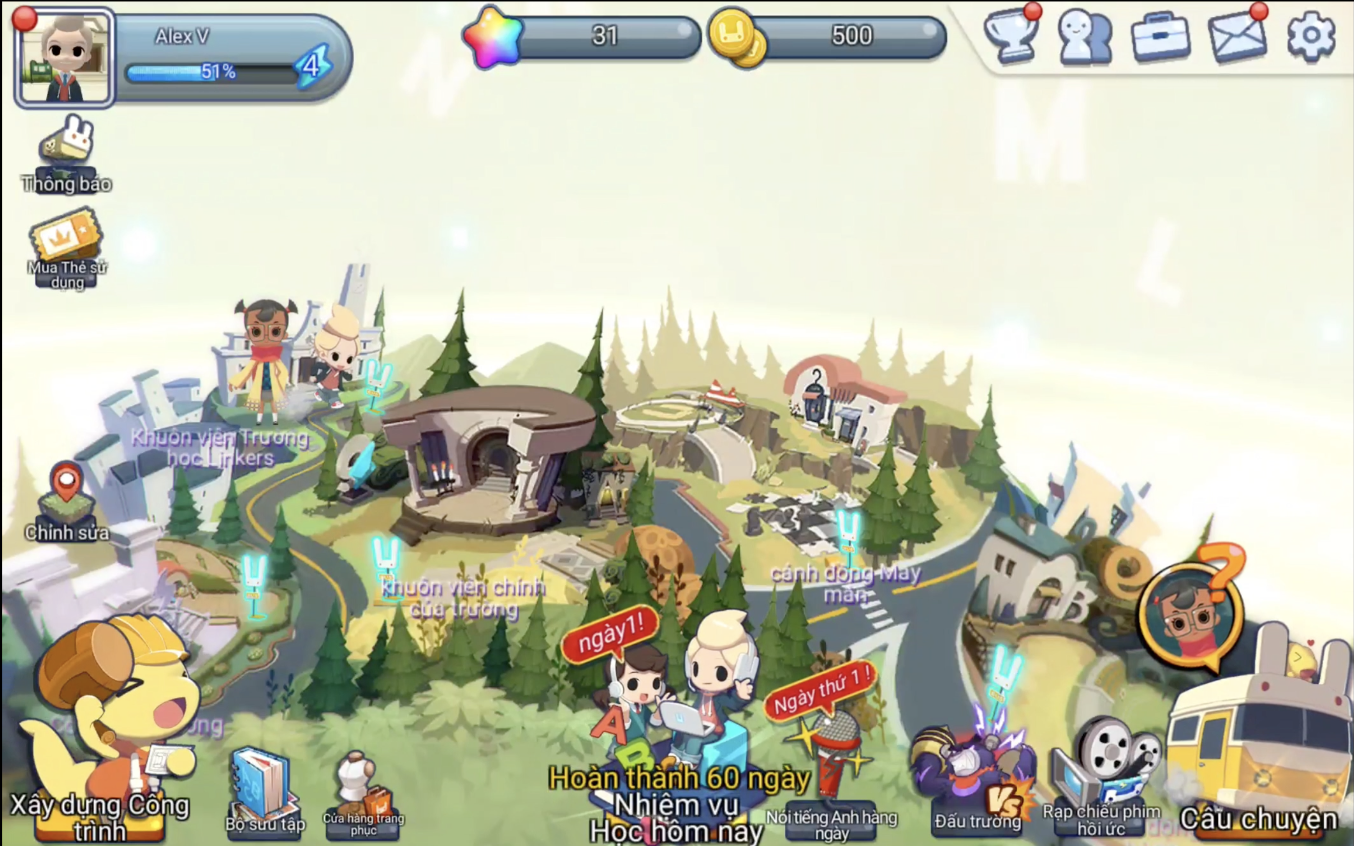 Alex V
51%
4
31
500
Thông báo
Mua Thẻ sử
dụng
N
M
L
Khuôn viên Trường
học Linkers
Chỉnh sửa
khuôn viên chính
của trường
cánh đồng May
mắn
ngày1!
Ngày thứ 1 !
A
B
Xây dựng Công
trình
Bộ sưu tập
Cửa hàng trang
phục
Hoàn thành 60 ngày
Nhiệm vụ
Học hôm nay
Nói tiếng Anh hàng
ngày
Vs
Đấu trường
Rạp chiếu phim
hồi ức
Câu chuyện